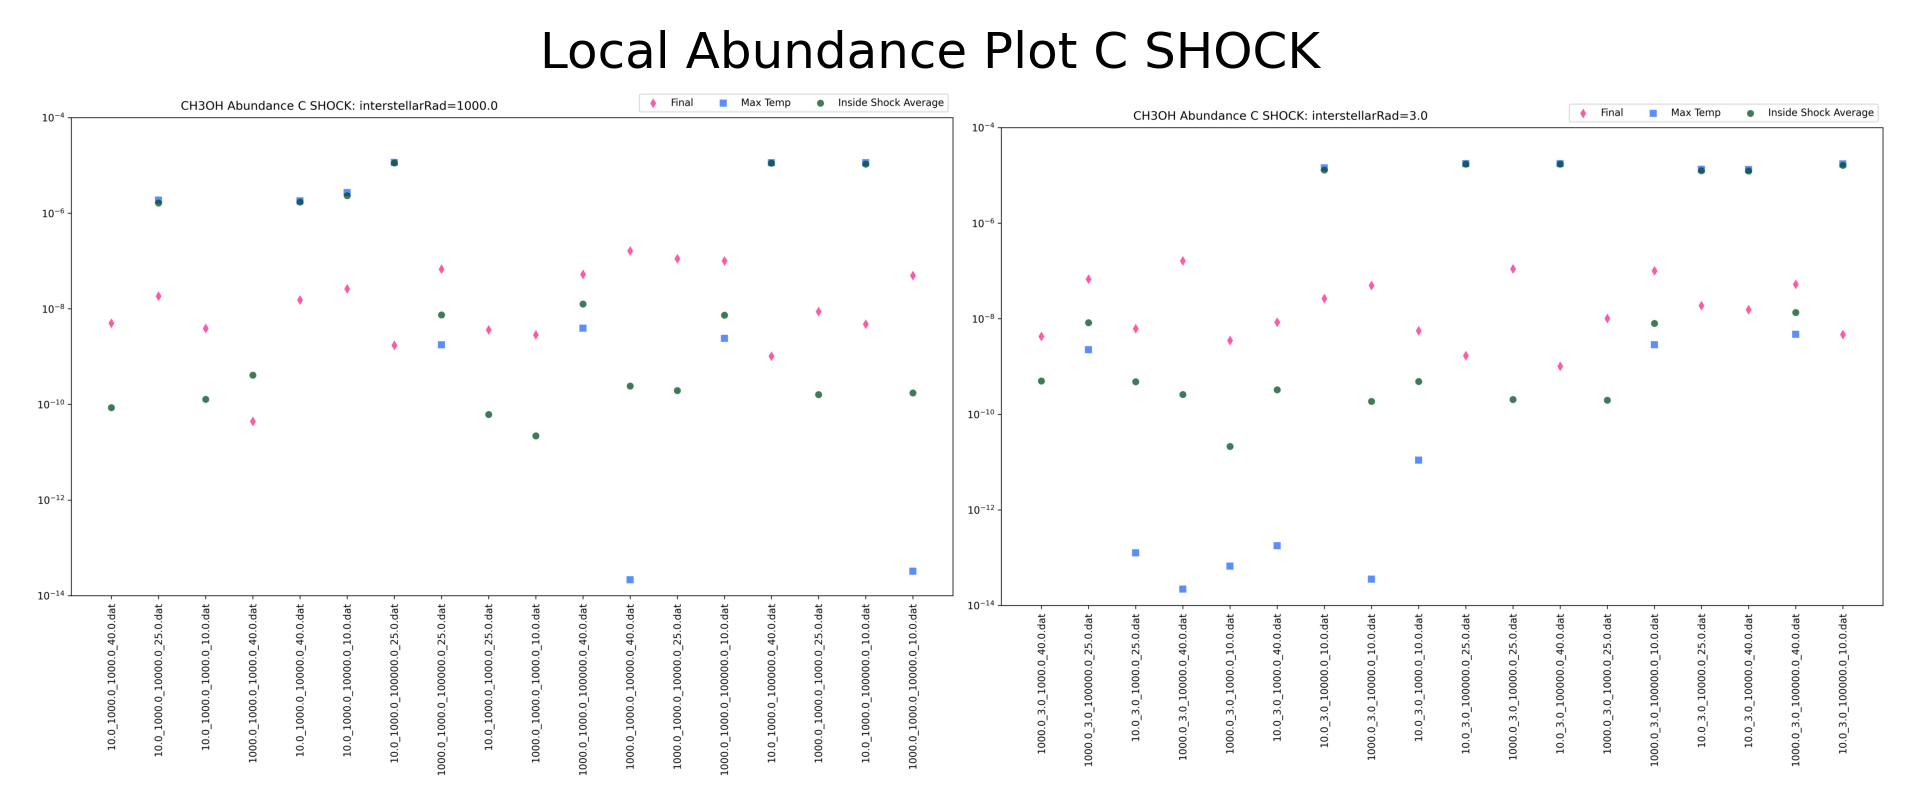 Local Abundance Plot C SHOCK
CH3OH Abundance C SHOCK: interstellarRad=1000.0
Final
Max Temp
Inside Shock Average
10⁻⁴
10⁻⁶
10⁻⁸
10⁻¹⁰
10⁻¹²
10⁻¹⁴
10.0_1000.0_1000.0_40.0.dat
10.0_1000.0_10000.0_25.0.dat
10.0_1000.0_1000.0_10.0.dat
1000.0_1000.0_1000.0_40.0.dat
10.0_1000.0_10000.0_40.0.dat
10.0_1000.0_10000.0_10.0.dat
10.0_1000.0_100000.0_25.0.dat
1000.0_1000.0_100000.0_25.0.dat
10.0_1000.0_1000.0_25.0.dat
1000.0_1000.0_1000.0_10.0.dat
1000.0_1000.0_100000.0_40.0.dat
1000.0_1000.0_10000.0_40.0.dat
1000.0_1000.0_10000.0_25.0.dat
1000.0_1000.0_100000.0_10.0.dat
10.0_1000.0_100000.0_40.0.dat
1000.0_1000.0_1000.0_25.0.dat
10.0_1000.0_100000.0_10.0.dat
1000.0_1000.0_10000.0_10.0.dat
CH3OH Abundance C SHOCK: interstellarRad=3.0
Final
Max Temp
Inside Shock Average
10⁻⁴
10⁻⁶
10⁻⁸
10⁻¹⁰
10⁻¹²
10⁻¹⁴
1000.0_3.0_1000.0_40.0.dat
1000.0_3.0_100000.0_25.0.dat
10.0_3.0_1000.0_25.0.dat
1000.0_3.0_10000.0_40.0.dat
1000.0_3.0_1000.0_10.0.dat
10.0_3.0_1000.0_40.0.dat
10.0_3.0_10000.0_10.0.dat
1000.0_3.0_10000.0_10.0.dat
10.0_3.0_1000.0_10.0.dat
10.0_3.0_100000.0_25.0.dat
1000.0_3.0_10000.0_25.0.dat
10.0_3.0_100000.0_40.0.dat
1000.0_3.0_1000.0_25.0.dat
1000.0_3.0_100000.0_10.0.dat
10.0_3.0_10000.0_25.0.dat
10.0_3.0_10000.0_40.0.dat
1000.0_3.0_100000.0_40.0.dat
10.0_3.0_100000.0_10.0.dat